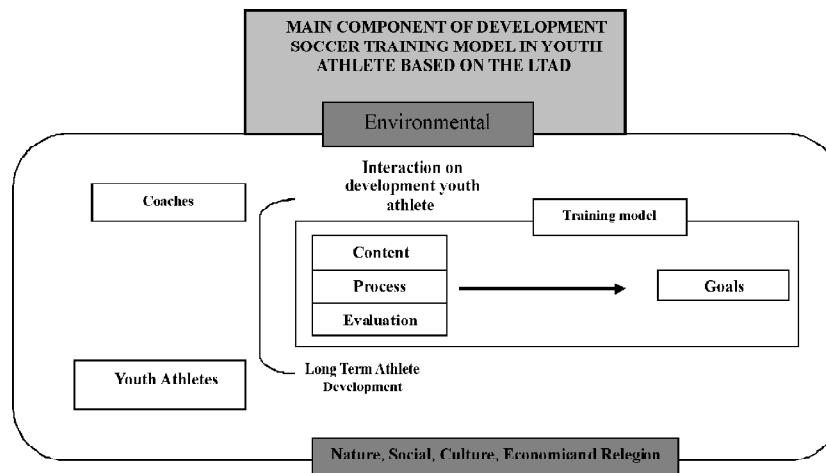 MAIN COMPONENT OF DEVELOPMENT
SOCCER TRAINING MODEL IN YOUTH
ATHLETE BASED ON THE LTAD
Environmental
Interaction on
development youth
athlete
Coaches
Training model
Content
Process
Evaluation
Goals
Youth Athletes
Long Term Athlete
Development
Nature, Social, Culture, Economicand Relegion